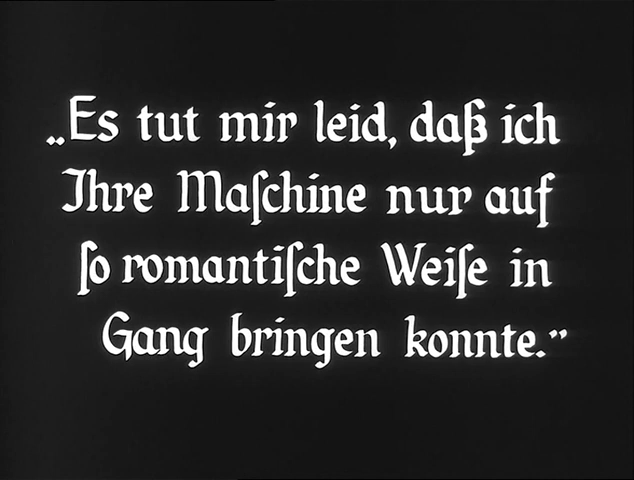 „Es tut mir leid, daß ich
Ihre Maſchine nur auf
ſo romantiſche Weiſe in
Gang bringen konnte.”